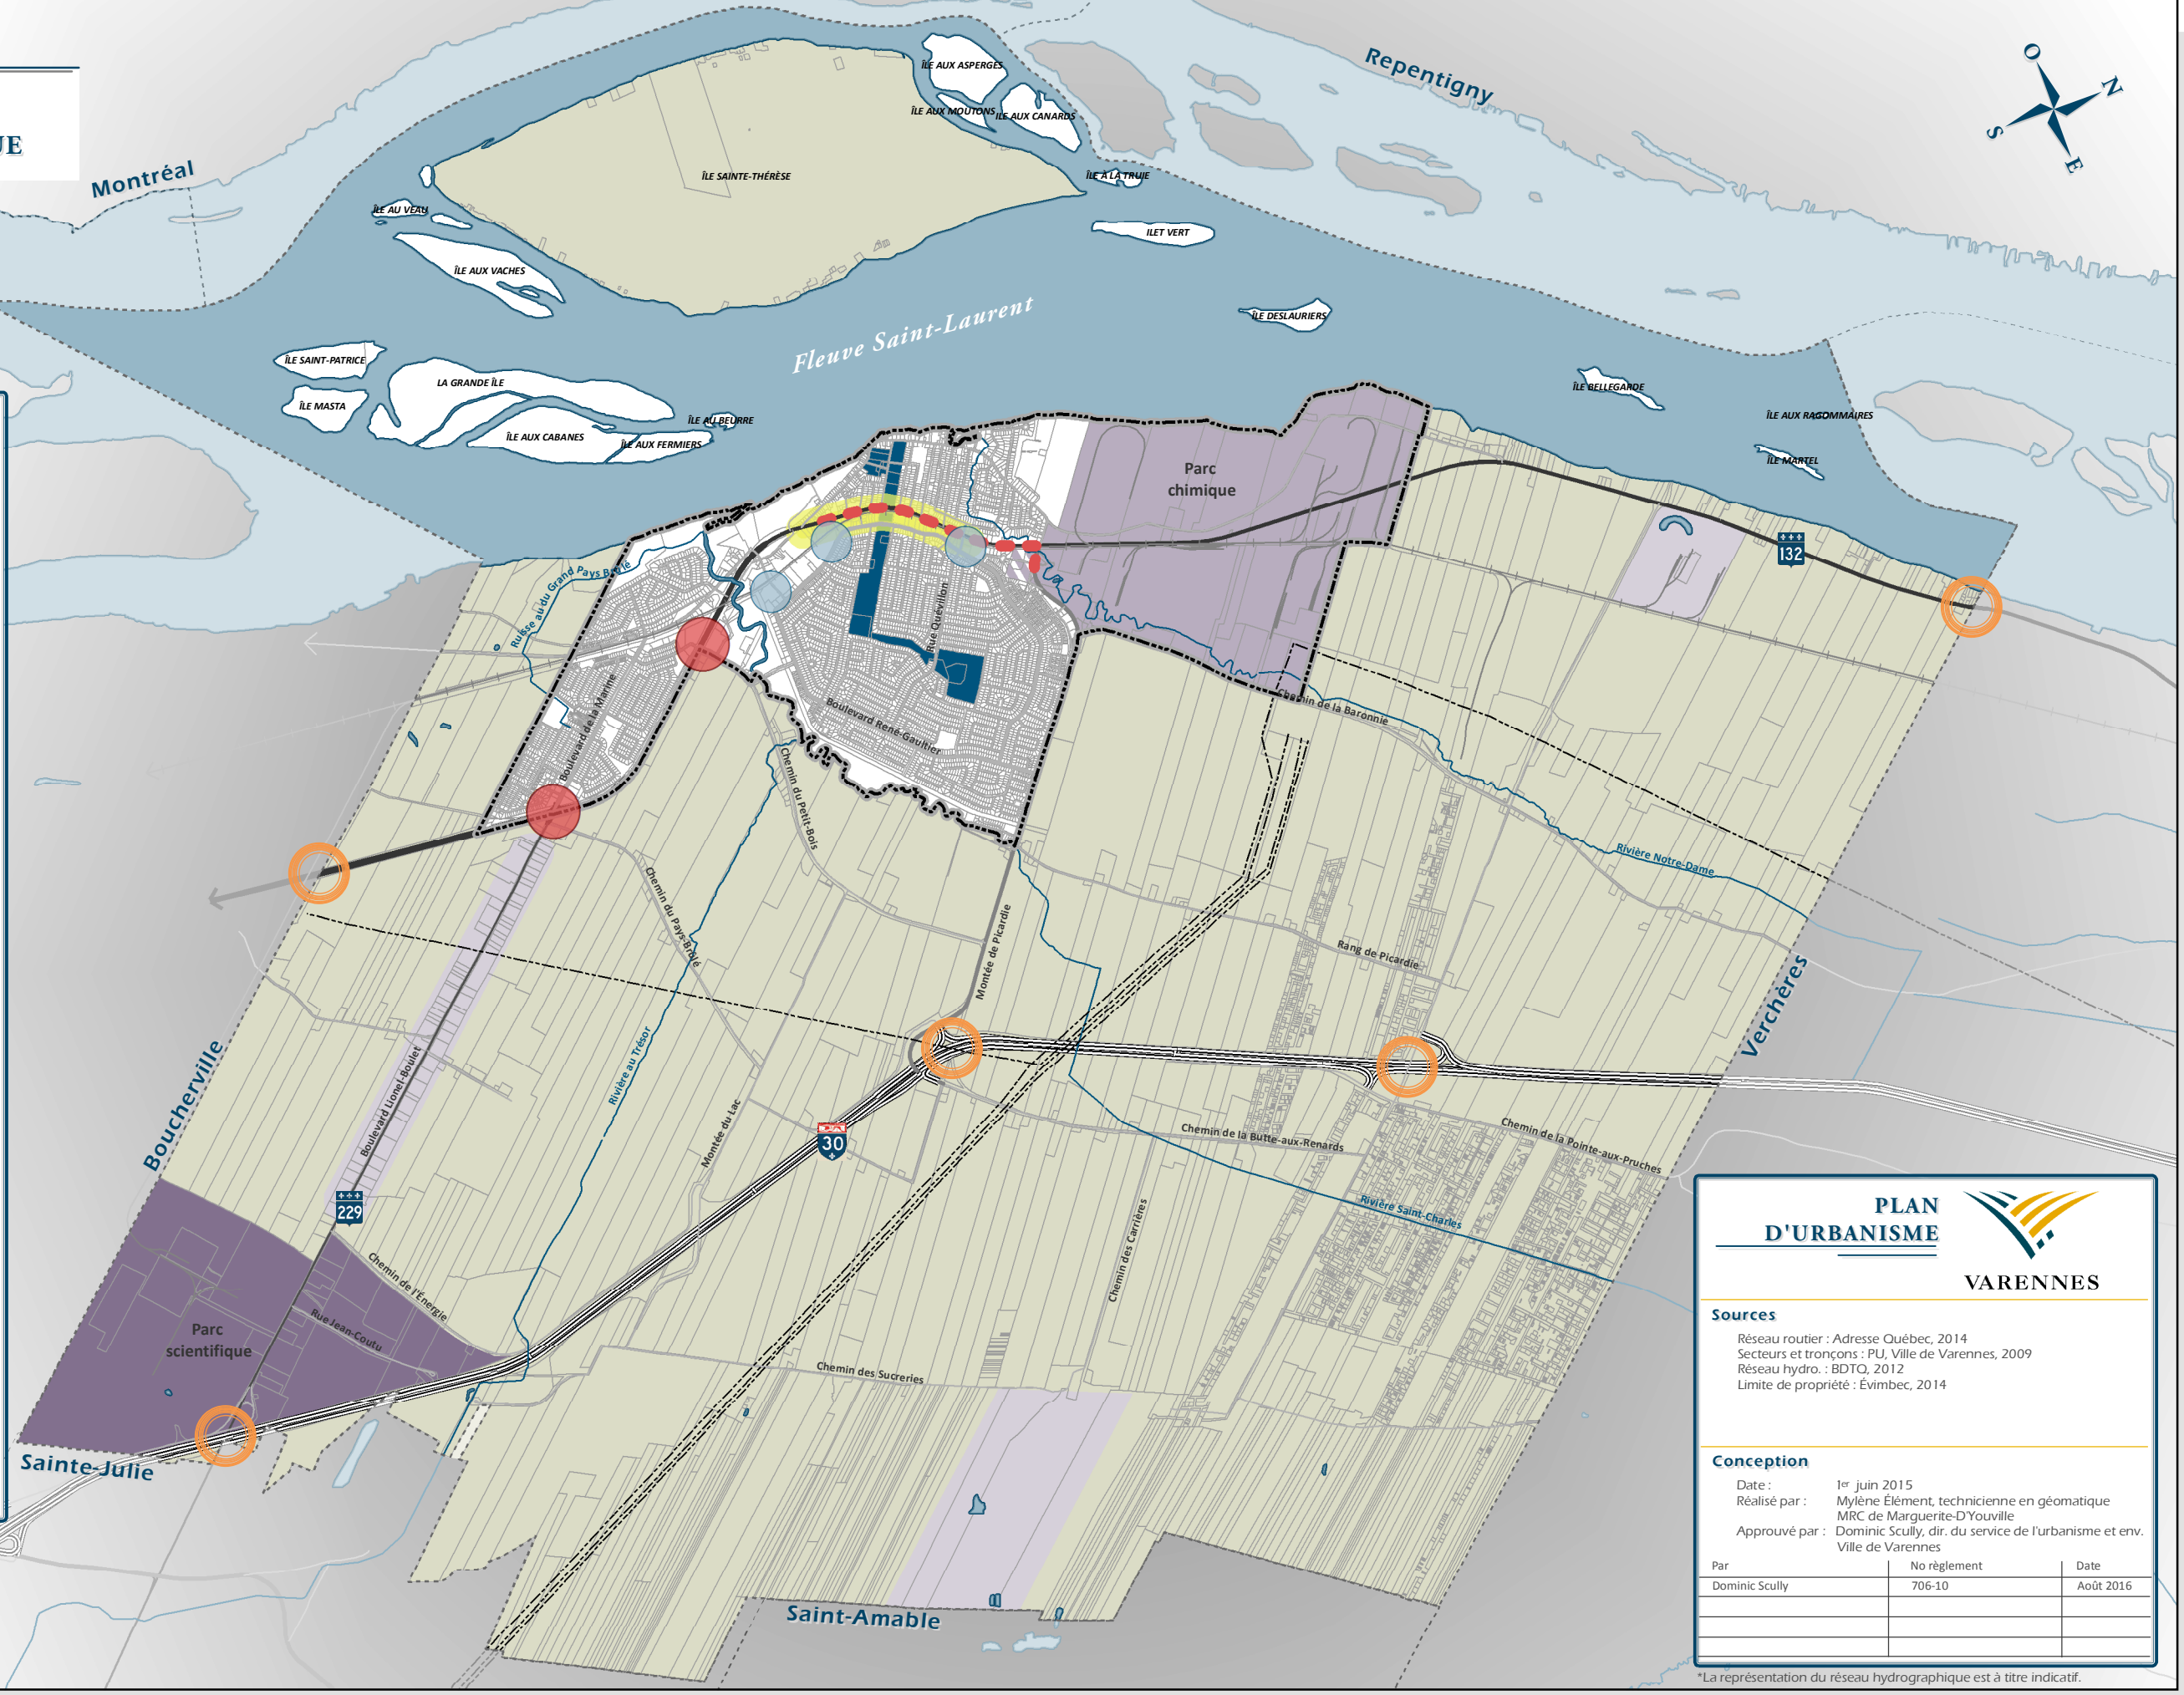 UE
Montréal
Repentigny
O
N
S
E
ÎLE AUX ASPERGES
ÎLE AUX MOUTONS
ILE AUX CANARDS
ÎLE SAINTE-THÉRÈSE
ÎLE À LA TRUIE
ÎLE AU VEAU
ILET VERT
ÎLE AUX VACHES
ÎLE DESLAURIERS
Fleuve Saint-Laurent
ÎLE SAINT-PATRICE
LA GRANDE ÎLE
ÎLE MASTA
ÎLE AU BEURRE
ÎLE AUX CABANES
ÎLE AUX FERMIERS
ÎLE BELLEGARDE
ÎLE AUX RAGOMMAIRES
ÎLE MARTEL
Parc
chimique
132
Ruisse au du Grand Pays Brûlé
Rue Quévillon
Boulevard de la Marine
Boulevard René-Gaultier
Chemin de la Baronnie
Chemin du Petit-Bois
Rivière Notre-Dame
Chemin du Pays-Brûlé
Montée de Picardie
Rang de Picardie
Verchères
Boucherville
Boulevard Lionel-Boulet
Rivière au Trésor
Montée du Lac
30
Chemin de la Butte-aux-Renards
Chemin de la Pointe-aux-Pruches
229
Rivière Saint-Charles
Chemin des Carrières
Chemin de l'Énergie
Rue Jean-Coutu
Parc
scientifique
Chemin des Sucreries
Sainte-Julie
Saint-Amable
PLAN
D'URBANISME
VARENNES
Sources
Réseau routier : Adresse Québec, 2014
Secteurs et tronçons : PU, Ville de Varennes, 2009
Réseau hydro. : BDTQ, 2012
Limite de propriété : Évimbec, 2014
Conception
Date : 1er juin 2015
Réalisé par : Mylène Élément, technicienne en géomatique
MRC de Marguerite-D'Youville
Approuvé par : Dominic Scully, dir. du service de l'urbanisme et env.
Ville de Varennes
Par No règlement Date
Dominic Scully 706-10 Août 2016
*La représentation du réseau hydrographique est à titre indicatif.